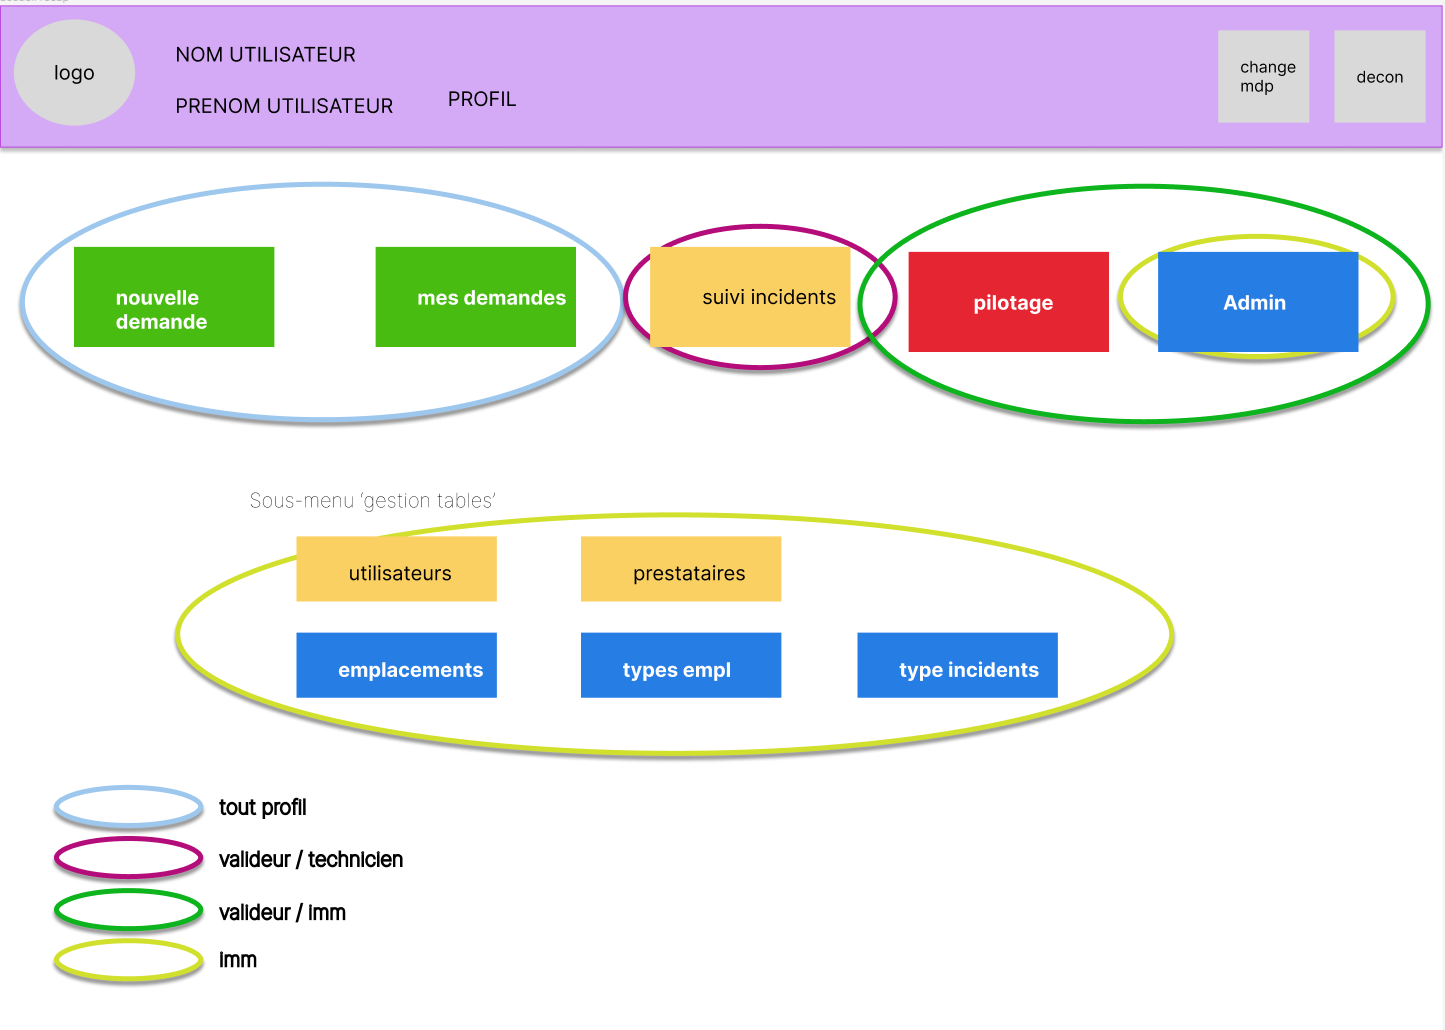 logo
NOM UTILISATEUR
PRENOM UTILISATEUR
PROFIL
change
mdp
decon
nouvelle
demande
mes demandes
suivi incidents
pilotage
Admin
Sous-menu ‘gestion tables’
utilisateurs
prestataires
emplacements
types empl
type incidents
tout profil
valideur / technicien
valideur / imm
imm